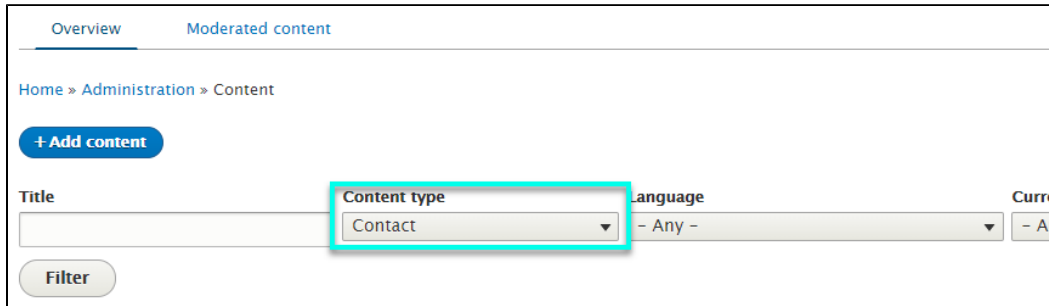 Overview Moderated content
Home » Administration » Content
+Add content
Title Content type Language
Contact - Any -
Filter